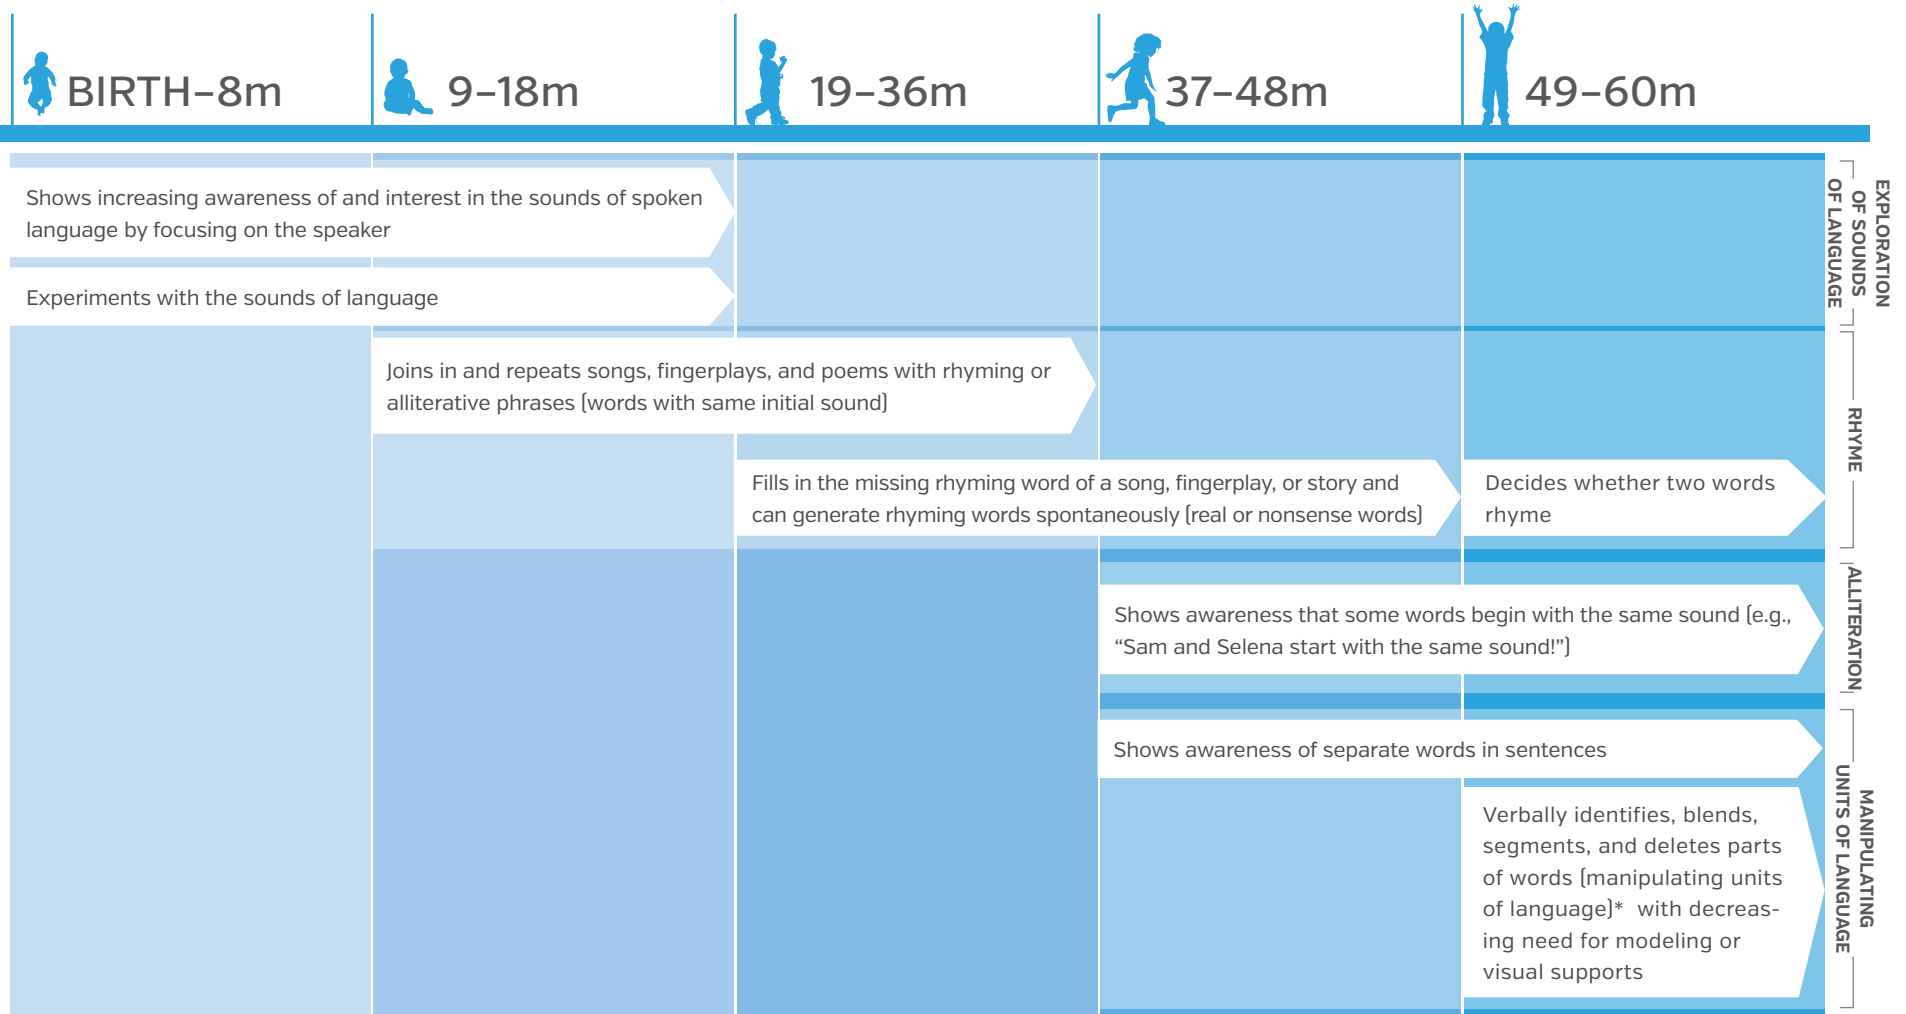 BIRTH–8m
9–18m
19–36m
37–48m
49–60m
Shows increasing awareness of and interest in the sounds of spoken
language by focusing on the speaker
Experiments with the sounds of language
EXPLORATION
OF SOUNDS
OF LANGUAGE
Joins in and repeats songs, fingerplays, and poems with rhyming or
alliterative phrases (words with same initial sound)
Fills in the missing rhyming word of a song, fingerplay, or story and
can generate rhyming words spontaneously (real or nonsense words)
Decides whether two words
rhyme
RHYME
Shows awareness that some words begin with the same sound (e.g.,
“Sam and Selena start with the same sound!”)
ALLITERATION
Shows awareness of separate words in sentences
Verbally identifies, blends,
segments, and deletes parts
of words (manipulating units
of language)* with decreas-
ing need for modeling or
visual supports
MANIPULATING
UNITS OF LANGUAGE